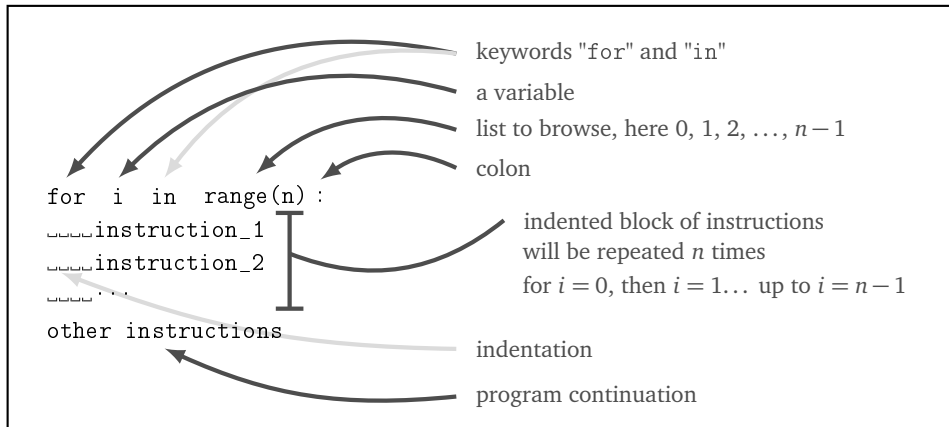 keywords "for" and "in"
a variable
list to browse, here 0, 1, 2, ..., n − 1
colon
for i in range(n) :
␣␣␣␣instruction_1
␣␣␣␣instruction_2
␣␣␣␣...
other instructions
indented block of instructions
will be repeated n times
for i = 0, then i = 1... up to i = n − 1
indentation
program continuation